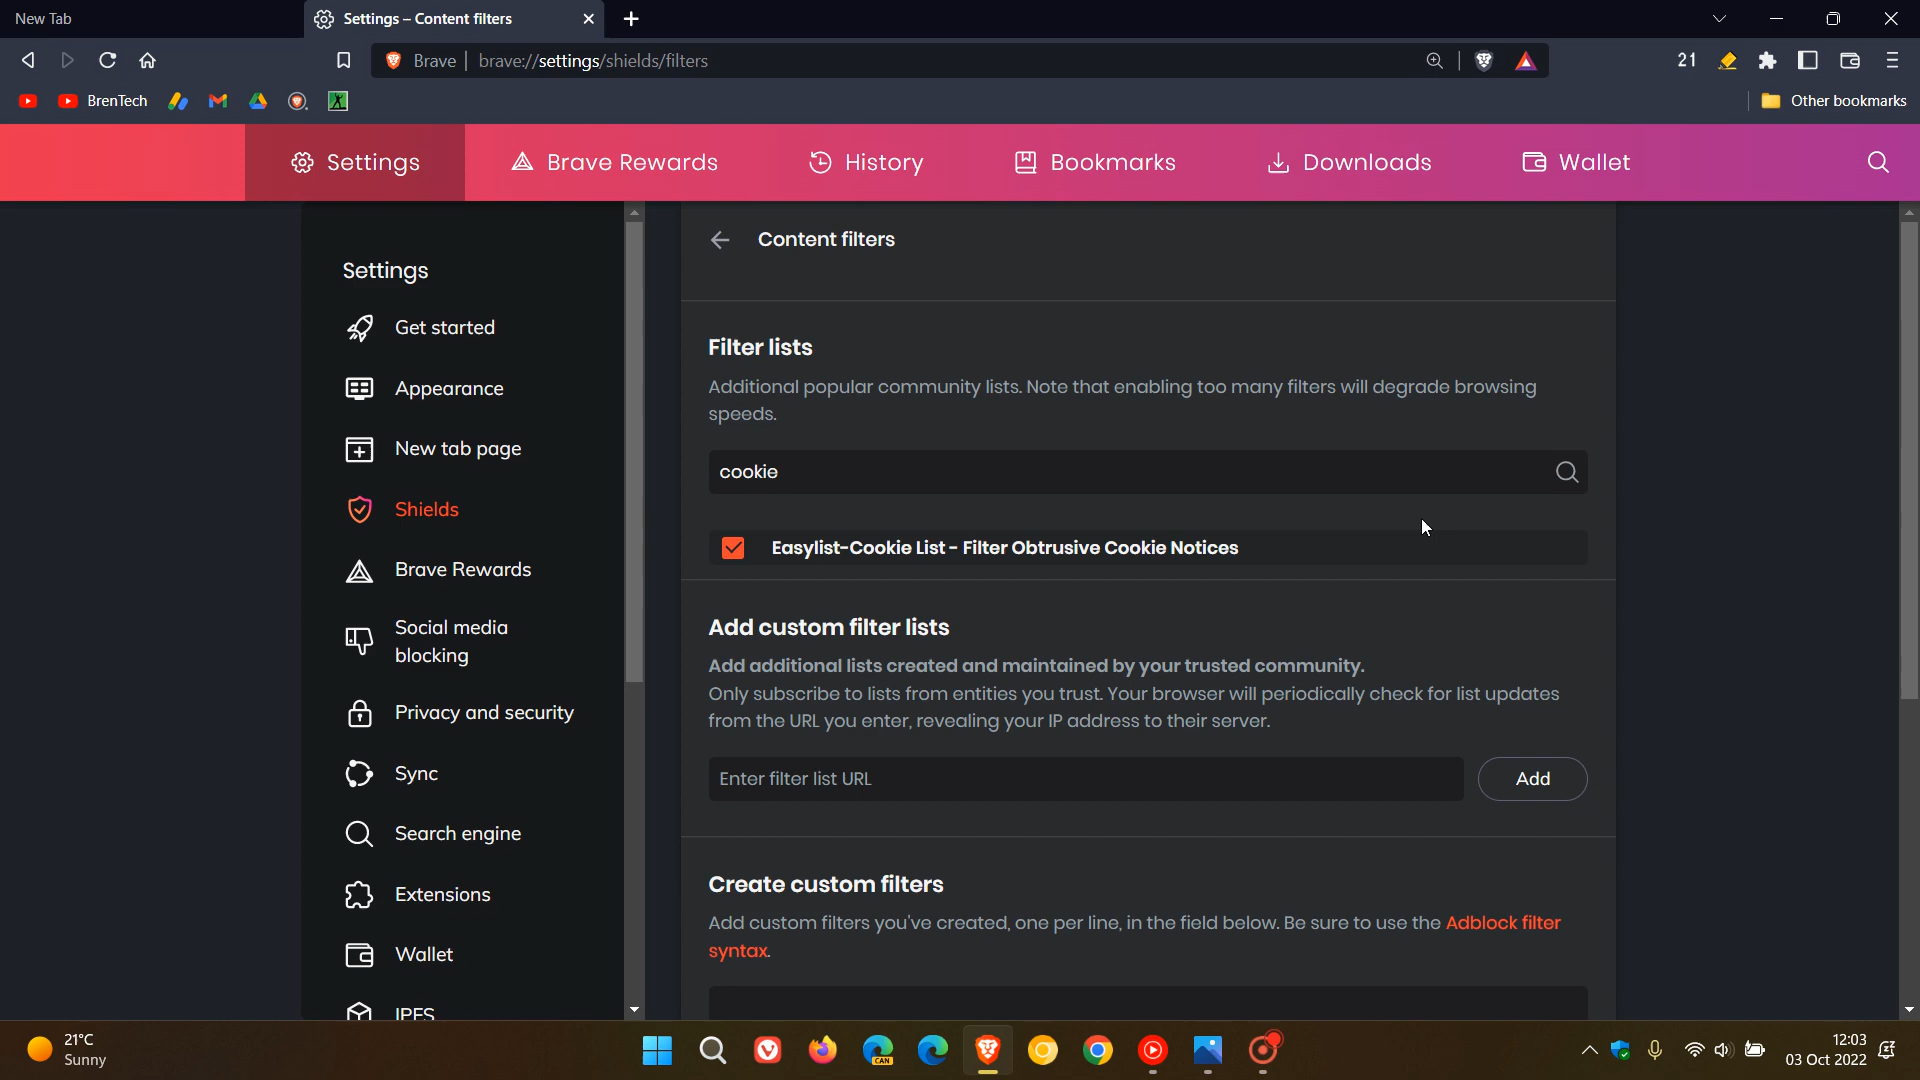 New Tab
Settings – Content filters
Brave
brave://settings/shields/filters
21
BrenTech
Other bookmarks
Settings
Brave Rewards
History
Bookmarks
Downloads
Wallet
Settings
Get started
Appearance
New tab page
Shields
Brave Rewards
Social media
blocking
Privacy and security
Sync
Search engine
Extensions
Wallet
IPFS
Content filters
Filter lists
Additional popular community lists. Note that enabling too many filters will degrade browsing
speeds.
cookie
Easylist-Cookie List - Filter Obtrusive Cookie Notices
Add custom filter lists
Add additional lists created and maintained by your trusted community.
Only subscribe to lists from entities you trust. Your browser will periodically check for list updates
from the URL you enter, revealing your IP address to their server.
Enter filter list URL
Add
Create custom filters
Add custom filters you've created, one per line, in the field below. Be sure to use the Adblock filter
syntax.
21°C
Sunny
CAN
12:03
03 Oct 2022